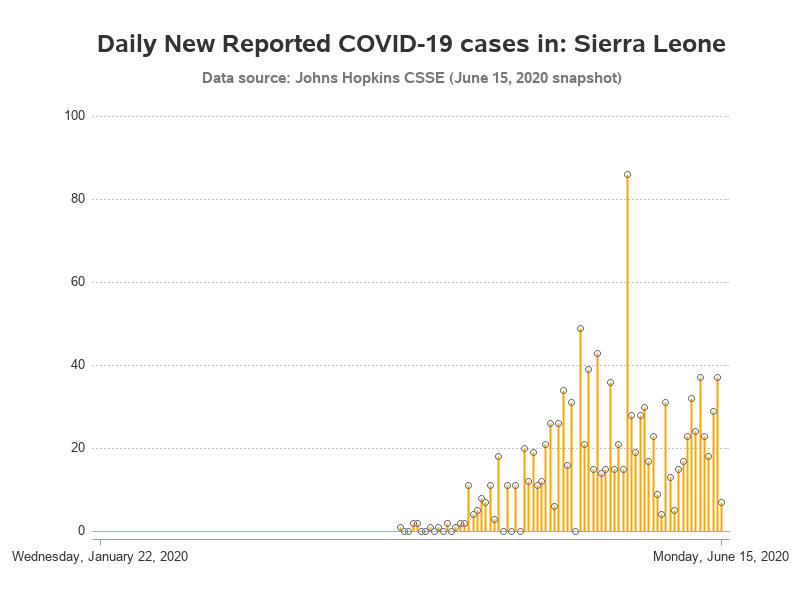 Daily New Reported COVID-19 cases in: Sierra Leone
Data source: Johns Hopkins CSSE (June 15, 2020 snapshot)
100
80
60
40
20
0
Wednesday, January 22, 2020
Monday, June 15, 2020